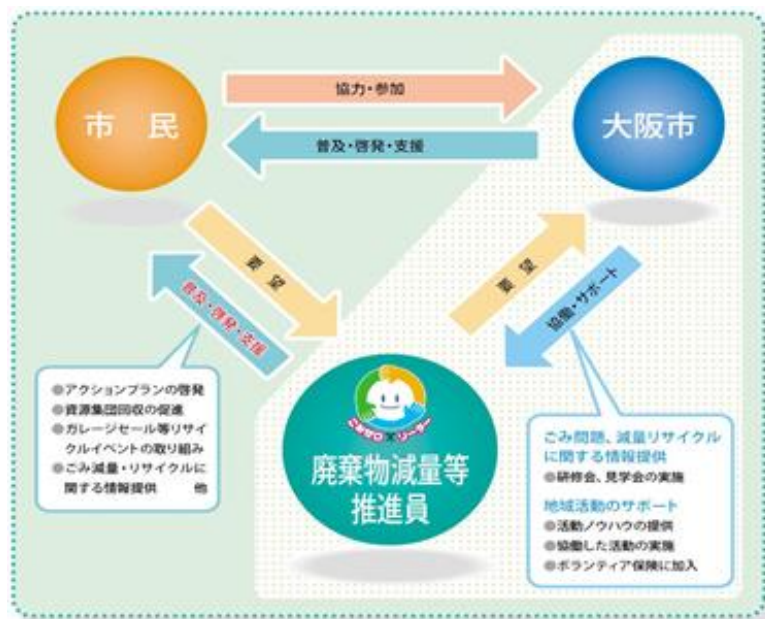 協力・参加
市　民
大阪市
普及・啓発・支援
要　望
普及・啓発・支援
要　望
協働・サポート
●アクションプランの啓発
●資源集団回収の促進
●ガレージセール等リサイ
クルイベントの取り組み
●ごみ減量・リサイクルに
関する情報提供　　他
ごみゼロ×リーダー
廃棄物減量等
推進員
ごみ問題、減量リサイクル
に関する情報提供
●研修会、見学会の実施
地域活動のサポート
●活動ノウハウの提供
●協働した活動の実施
●ボランティア保険に加入